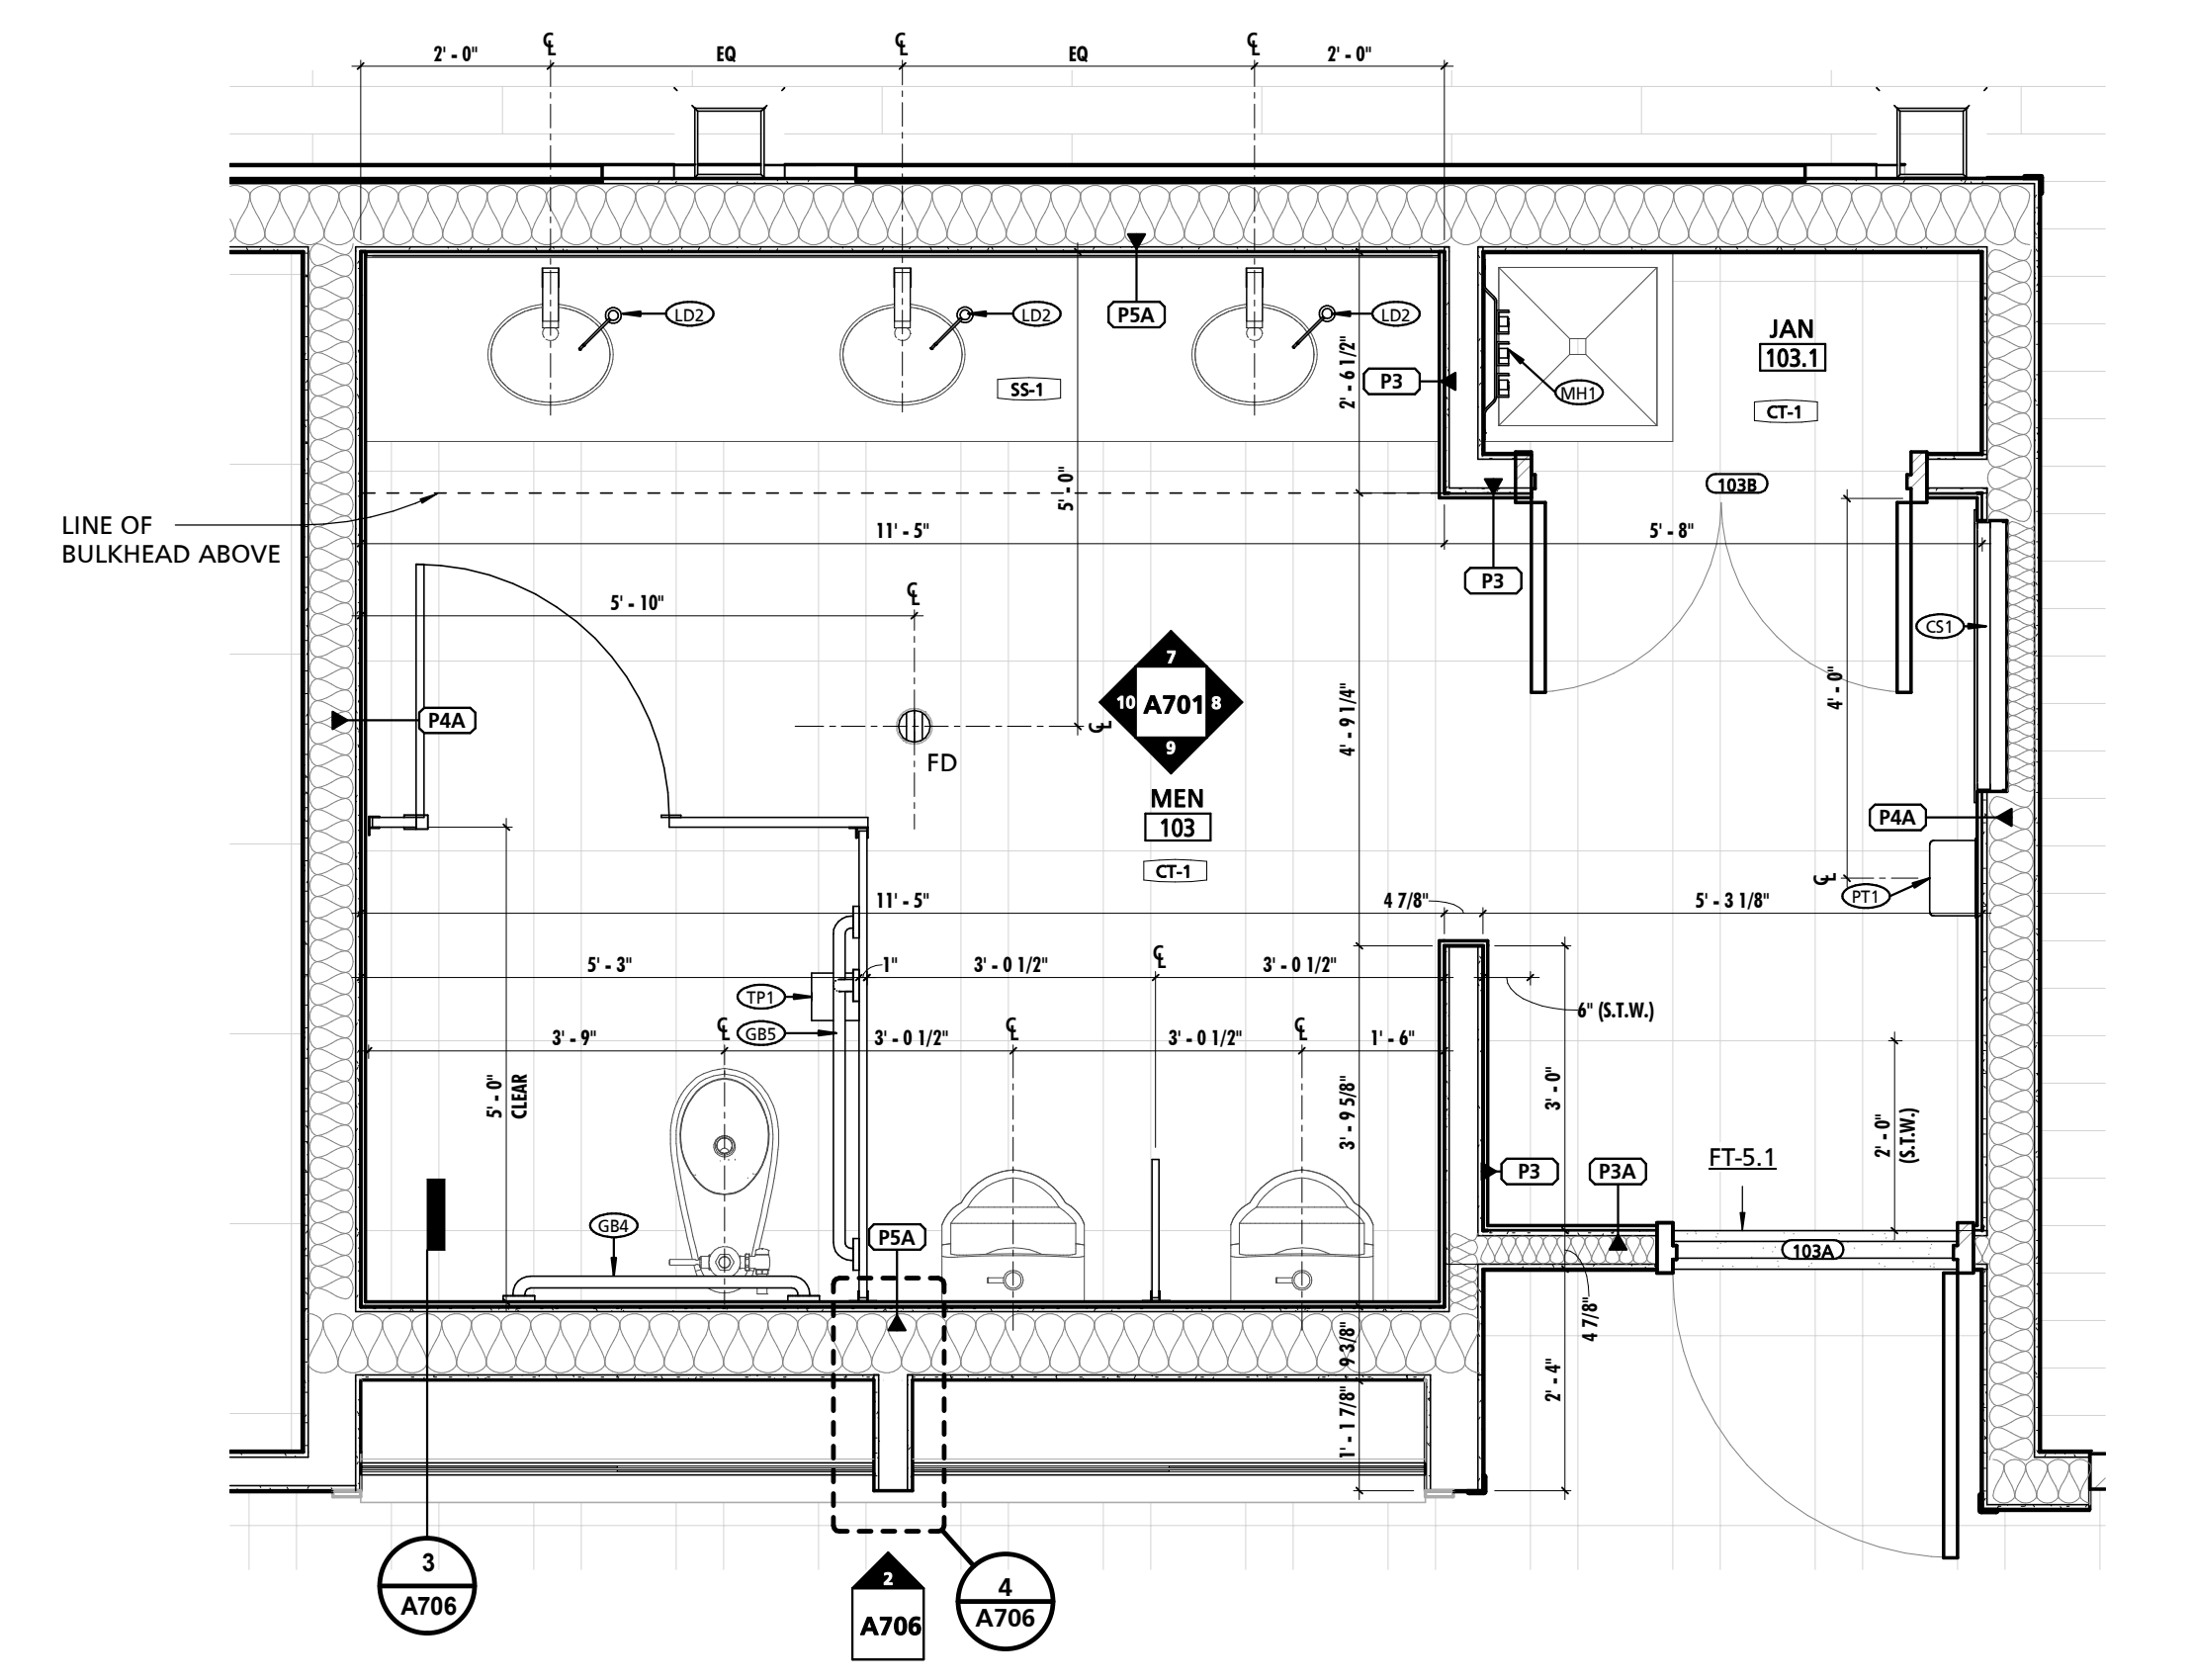 2' - 0" ℄ EQ ℄ EQ ℄ 2' - 0"
LD2
LD2
P5A
LD2
JAN
103.1
2' - 6 1/2"
P3
SS-1
MH1
CT-1
5' - 0"
103B
LINE OF
BULKHEAD ABOVE
11' - 5"
5' - 8"
P3
℄
5' - 10"
CS1
7
10 A701 8
9
4' - 9 1/4"
4' - 0"
P4A
℄
FD
MEN
103
CT-1
P4A
℄
PT1
11' - 5"
4 7/8"
5' - 3 1/8"
5' - 3"
1"
3' - 0 1/2"
℄
3' - 0 1/2"
TP1
6" (S.T.W.)
GB5
3' - 9"
℄
3' - 0 1/2"
℄
3' - 0 1/2"
℄
1' - 6"
5' - 0"
CLEAR
3' - 9 5/8"
3' - 0"
2' - 0"
(S.T.W.)
FT-5.1
P3
P3A
GB4
P5A
103A
4 7/8"
9 3/8"
2' - 4"
1' - 1 7/8"
3
A706
2
A706
4
A706